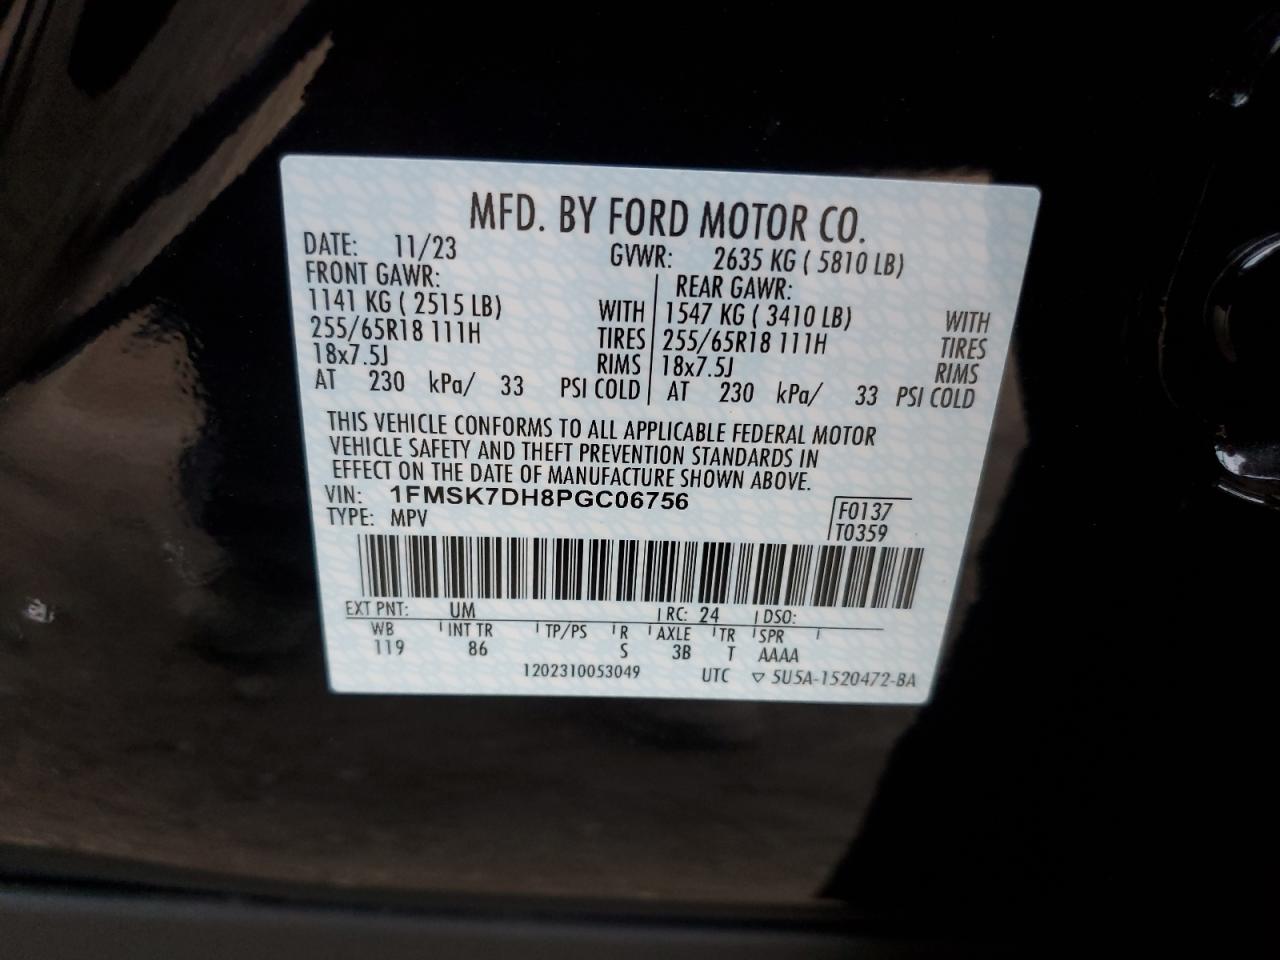 MFD. BY FORD MOTOR CO.
DATE: 11/23 GVWR: 2635 KG ( 5810 LB)
FRONT GAWR: REAR GAWR:
1141 KG ( 2515 LB) WITH 1547 KG ( 3410 LB) WITH
255/65R18 111H TIRES 255/65R18 111H TIRES
18x7.5J RIMS 18x7.5J RIMS
AT 230 kPa/ 33 PSI COLD AT 230 kPa/ 33 PSI COLD
THIS VEHICLE CONFORMS TO ALL APPLICABLE FEDERAL MOTOR
VEHICLE SAFETY AND THEFT PREVENTION STANDARDS IN
EFFECT ON THE DATE OF MANUFACTURE SHOWN ABOVE.
VIN: 1FMSK7DH8PGC06756 F0137
TYPE: MPV T0359
EXT PNT: UM RC: 24 DSO:
WB INT TR TP/PS R AXLE TR SPR
119 86 S 3B T AAAA
1202310053049 UTC ▽ 5U5A-1520472-BA